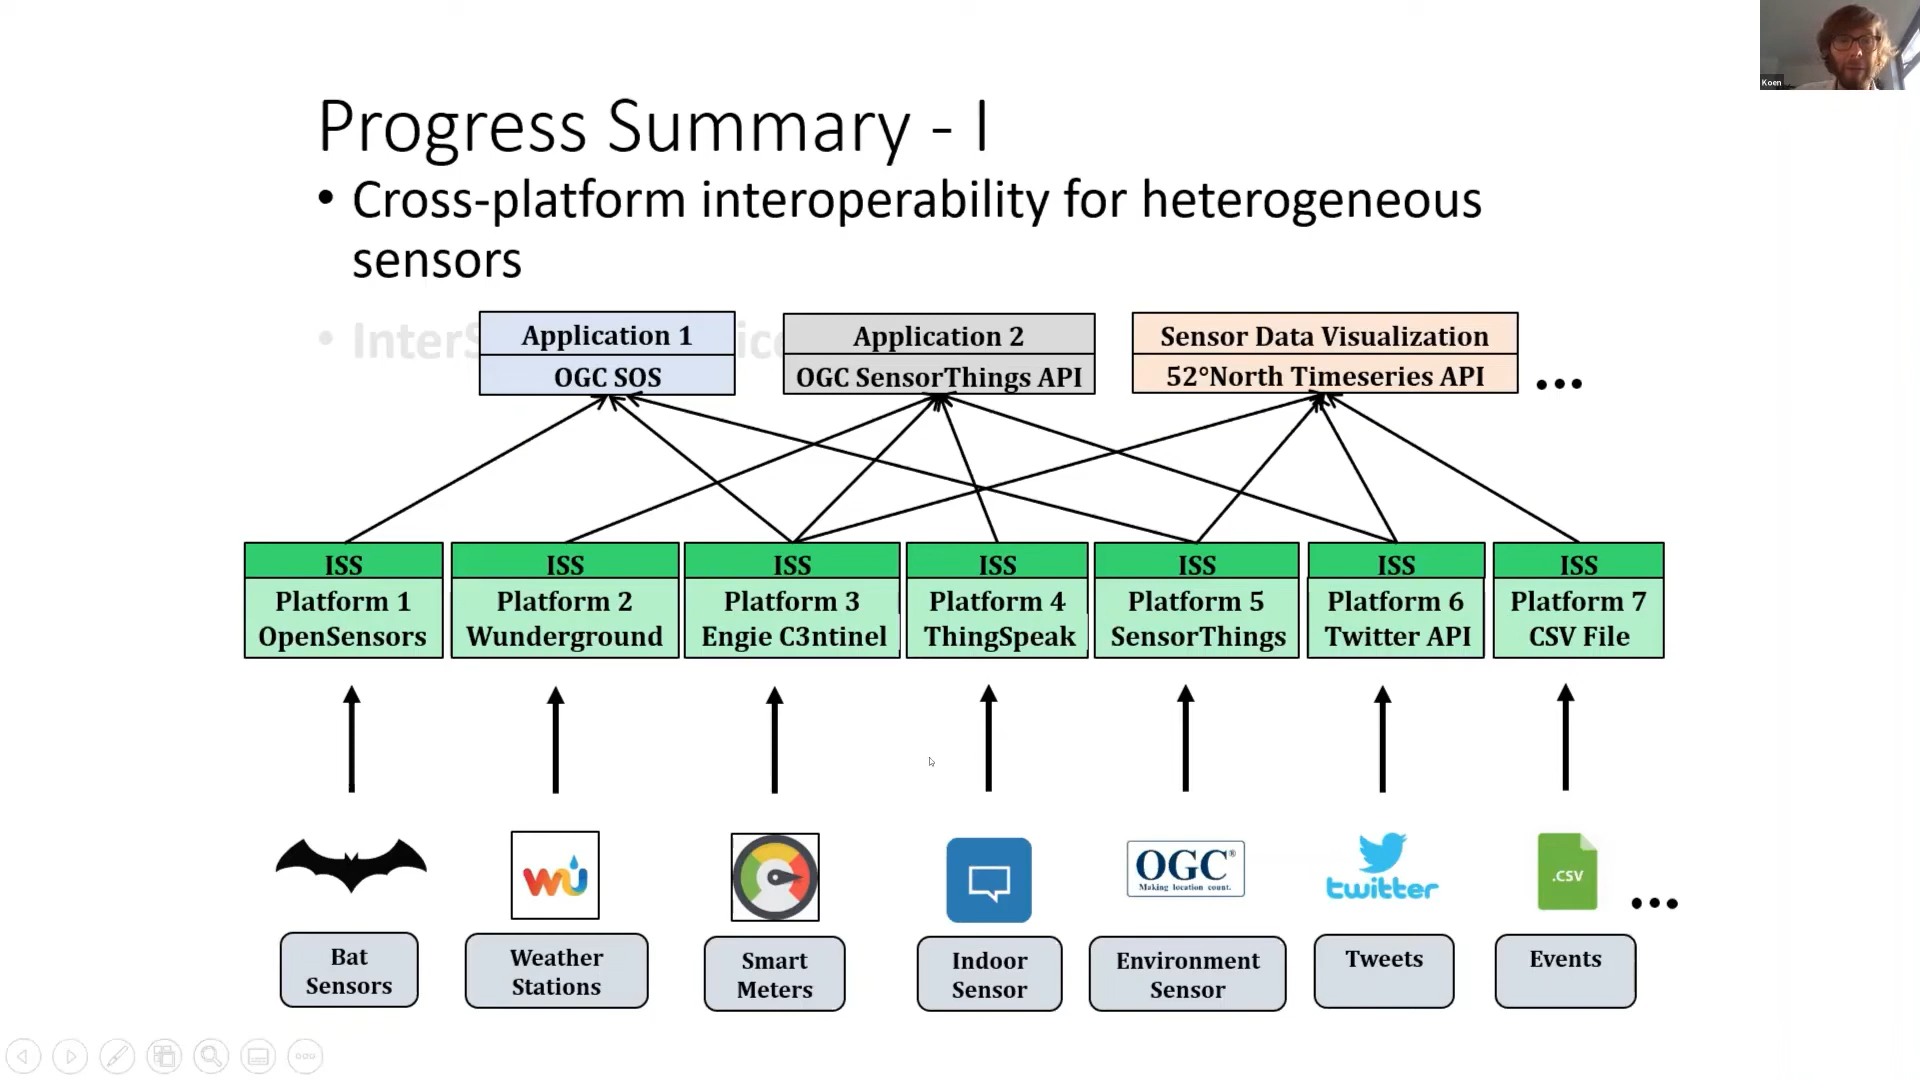 Koen
Progress Summary - I
• Cross-platform interoperability for heterogeneous
sensors
• InterS
ice
Application 1
OGC SOS
Application 2
OGC SensorThings API
Sensor Data Visualization
52°North Timeseries API
...
ISS
Platform 1
OpenSensors
ISS
Platform 2
Wunderground
ISS
Platform 3
Engie C3ntinel
ISS
Platform 4
ThingSpeak
ISS
Platform 5
SensorThings
ISS
Platform 6
Twitter API
ISS
Platform 7
CSV File
wu
OGC®
Making location count.
twitter
.CSV
...
Bat
Sensors
Weather
Stations
Smart
Meters
Indoor
Sensor
Environment
Sensor
Tweets
Events